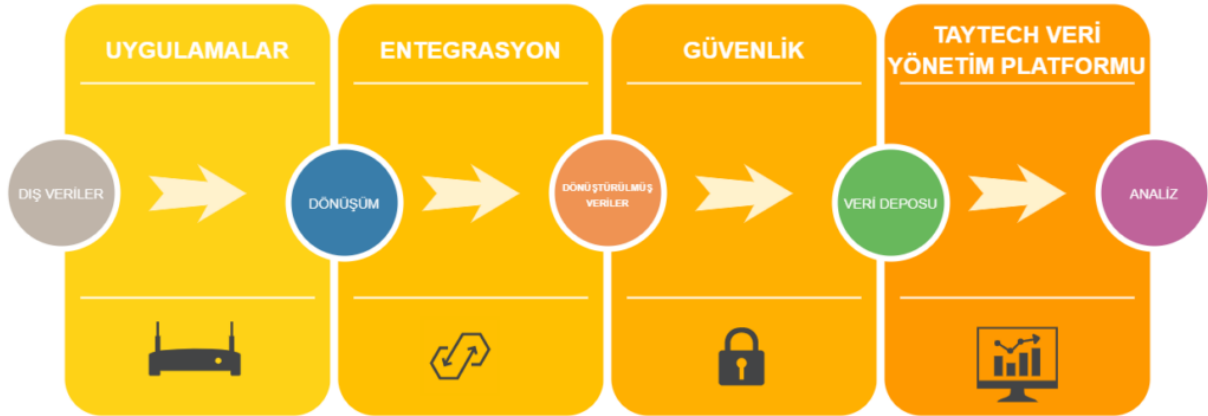 UYGULAMALAR
ENTEGRASYON
GÜVENLİK
TAYTECH VERİ
YÖNETİM PLATFORMU
DIŞ VERİLER
DÖNÜŞÜM
DÖNÜŞTÜRÜLMÜŞ
VERİLER
VERİ DEPOSU
ANALİZ